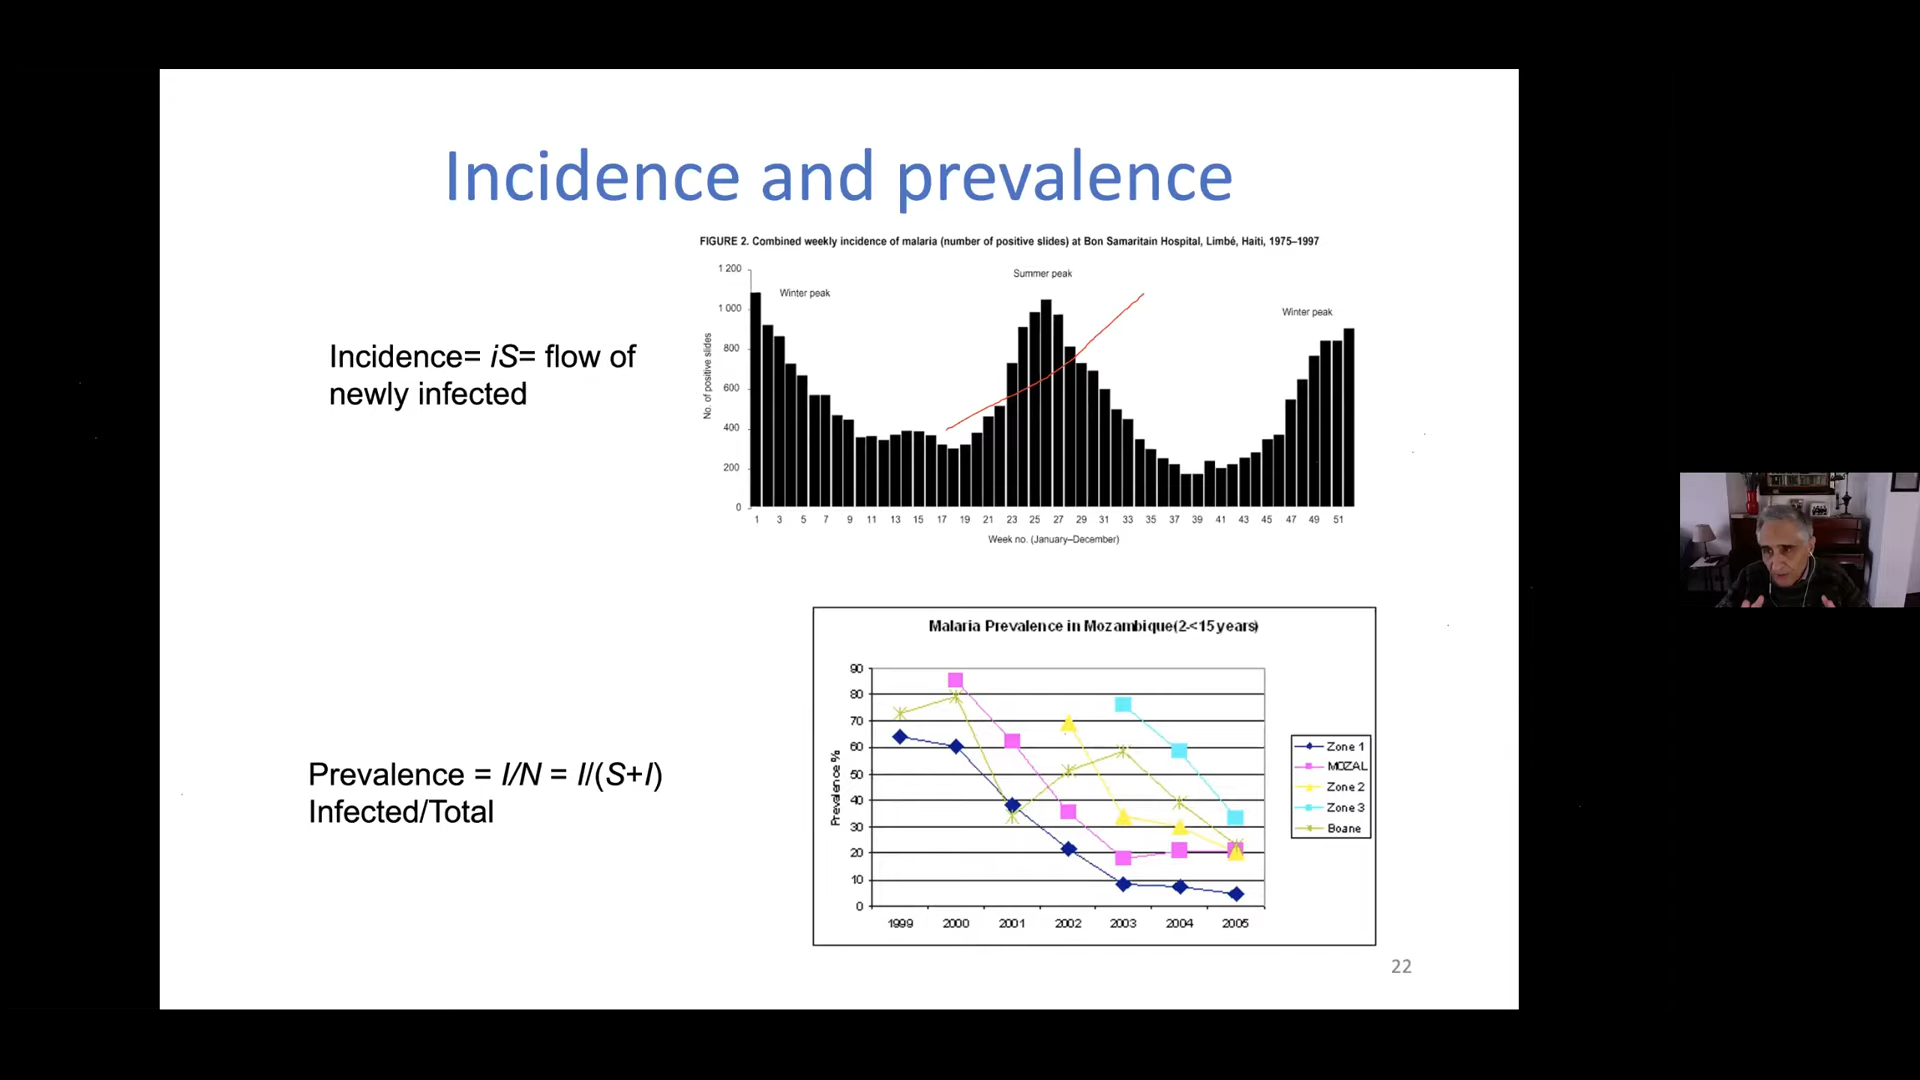 Incidence and prevalence
FIGURE 2. Combined weekly incidence of malaria (number of positive slides) at Bon Samaritain Hospital, Limbé, Haiti, 1975–1997
Incidence= iS= flow of
newly infected
No. of positive slides
1 200
1 000
800
600
400
200
0
Winter peak
Summer peak
Winter peak
1 3 5 7 9 11 13 15 17 19 21 23 25 27 29 31 33 35 37 39 41 43 45 47 49 51
Week no. (January–December)
Prevalence = I/N = I/(S+I)
Infected/Total
Malaria Prevalence in Mozambique(2-<15 years)
Prevalence %
90
80
70
60
50
40
30
20
10
0
1999 2000 2001 2002 2003 2004 2005
Zone 1
MOZAL
Zone 2
Zone 3
Boane
22